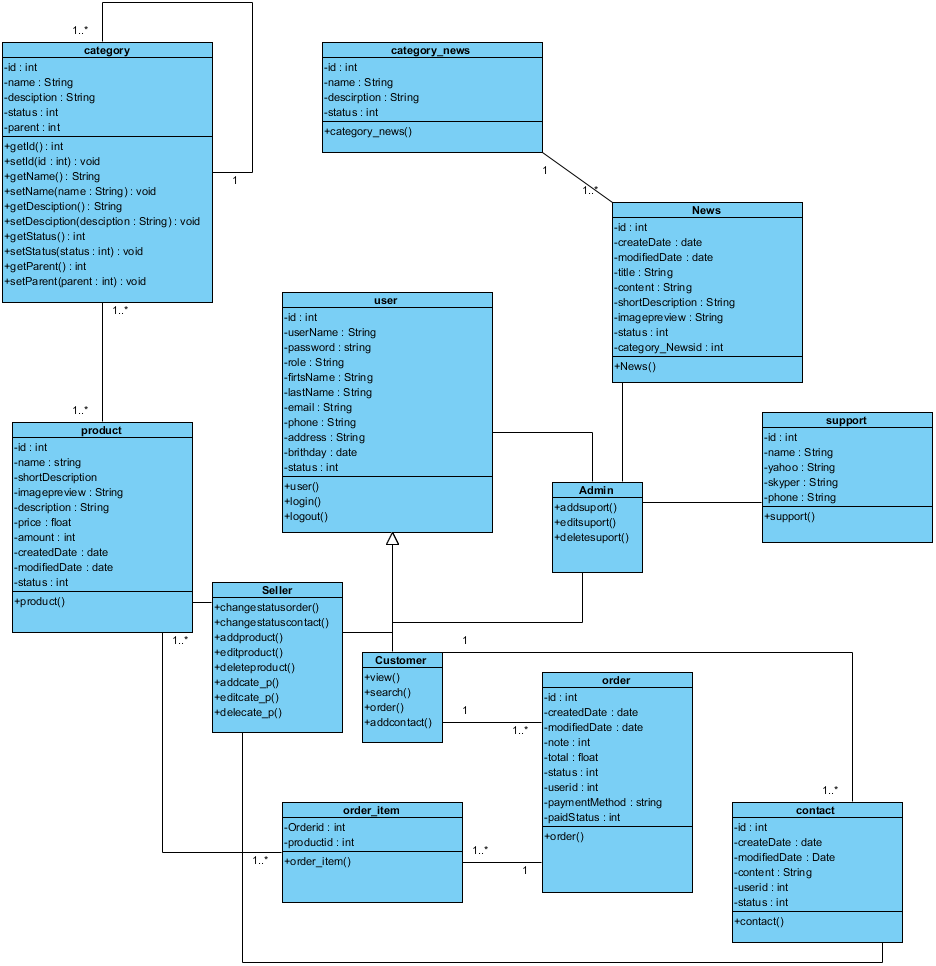 1..*
category
-id : int
-name : String
-desciption : String
-status : int
-parent : int
+getId() : int
+setId(id : int) : void
+getName() : String
+setName(name : String) : void
+getDesciption() : String
+setDesciption(desciption : String) : void
+getStatus() : int
+setStatus(status : int) : void
+getParent() : int
+setParent(parent : int) : void
1
1..*
category_news
-id : int
-name : String
-descirption : String
-status : int
+category_news()
1
1..*
News
-id : int
-createDate : date
-modifiedDate : date
-title : String
-content : String
-shortDescription : String
-imagepreview : String
-status : int
-category_Newsid : int
+News()
user
-id : int
-userName : String
-password : string
-role : String
-firtsName : String
-lastName : String
-email : String
-phone : String
-address : String
-brithday : date
-status : int
+user()
+login()
+logout()
1..*
product
-id : int
-name : string
-shortDescription
-imagepreview : String
-description : String
-price : float
-amount : int
-createdDate : date
-modifiedDate : date
-status : int
+product()
1..*
support
-id : int
-name : String
-yahoo : String
-skyper : String
-phone : String
+support()
Admin
+addsuport()
+editsuport()
+deletesuport()
Seller
+changestatusorder()
+changestatuscontact()
+addproduct()
+editproduct()
+deleteproduct()
+addcate_p()
+editcate_p()
+delecate_p()
Customer
+view()
+search()
+order()
+addcontact()
1
1
1..*
order
-id : int
-createdDate : date
-modifiedDate : date
-note : int
-total : float
-status : int
-userid : int
-paymentMethod : string
-paidStatus : int
+order()
order_item
-Orderid : int
-productid : int
+order_item()
1..*
1..*
1
1..*
contact
-id : int
-createDate : date
-modifiedDate : Date
-content : String
-userid : int
-status : int
+contact()